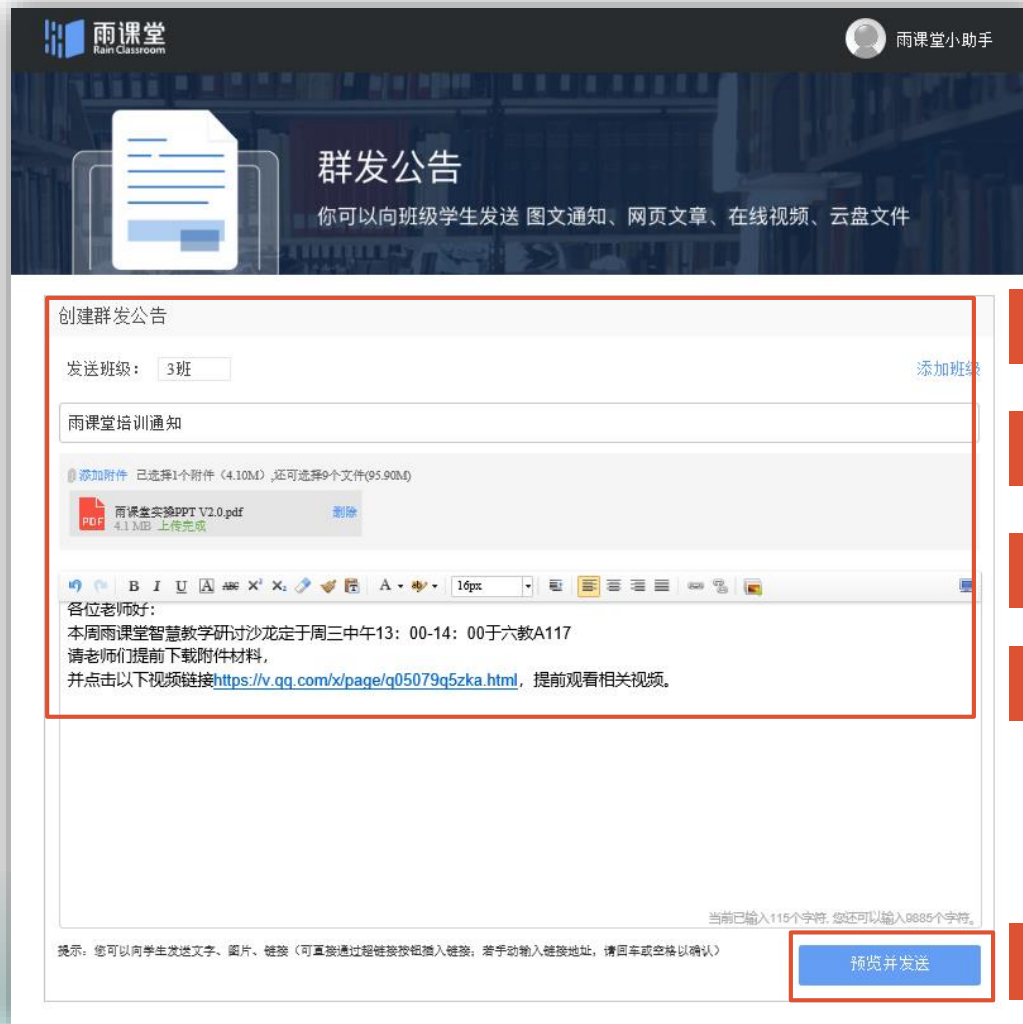 雨课堂
Rain Classroom
雨课堂小助手
群发公告
你可以向班级学生发送 图文通知、网页文章、在线视频、云盘文件
创建群发公告
发送班级： 3班
添加班级
雨课堂培训通知
添加附件 已选择1个附件（4.10M）,还可选择9个文件(95.90M)
PDF
雨课堂实操PPT V2.0.pdf 删除
4.1 MB 上传完成
B I U A ABC X² X₂ A 16px
各位老师好：
本周雨课堂智慧教学研讨沙龙定于周三中午13：00-14：00于六教A117
请老师们提前下载附件材料，
并点击以下视频链接https://v.qq.com/x/page/q05079q5zka.html，提前观看相关视频。
当前已输入115个字符, 您还可以输入9885个字符。
提示：您可以向学生发送文字、图片、链接（可直接通过超链接按钮插入链接；若手动输入链接地址，请回车或空格以确认）
预览并发送